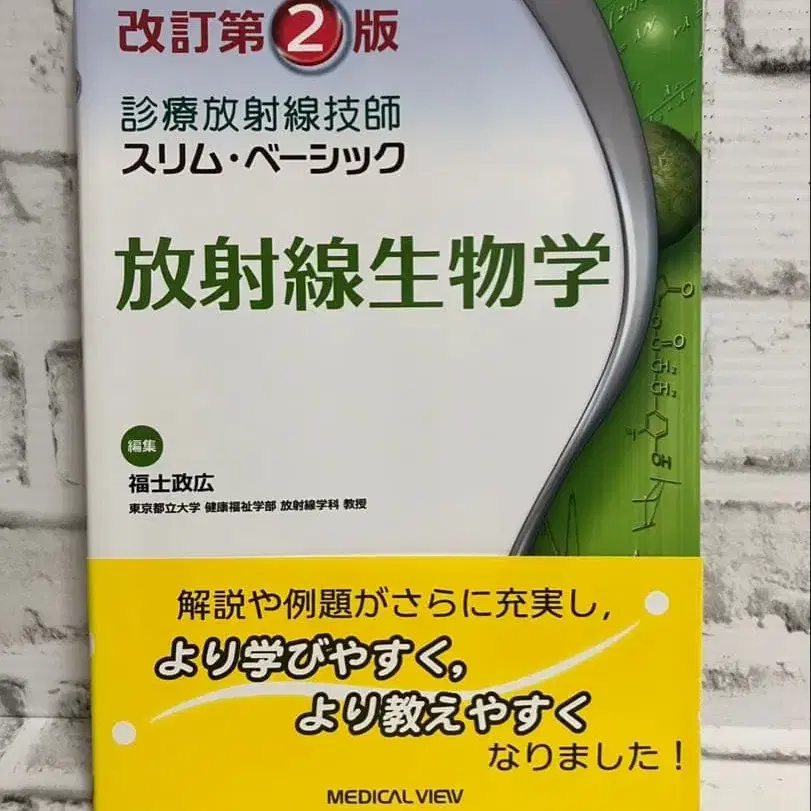 改訂第2版
診療放射線技師
スリム・ベーシック
放射線生物学
編集
福士政広
東京都立大学 健康福祉学部 放射線学科 教授
解説や例題がさらに充実し,
より学びやすく,
より教えやすく
なりました!
MEDICAL VIEW
O
O
C=O
CH₂
CH₂
OH